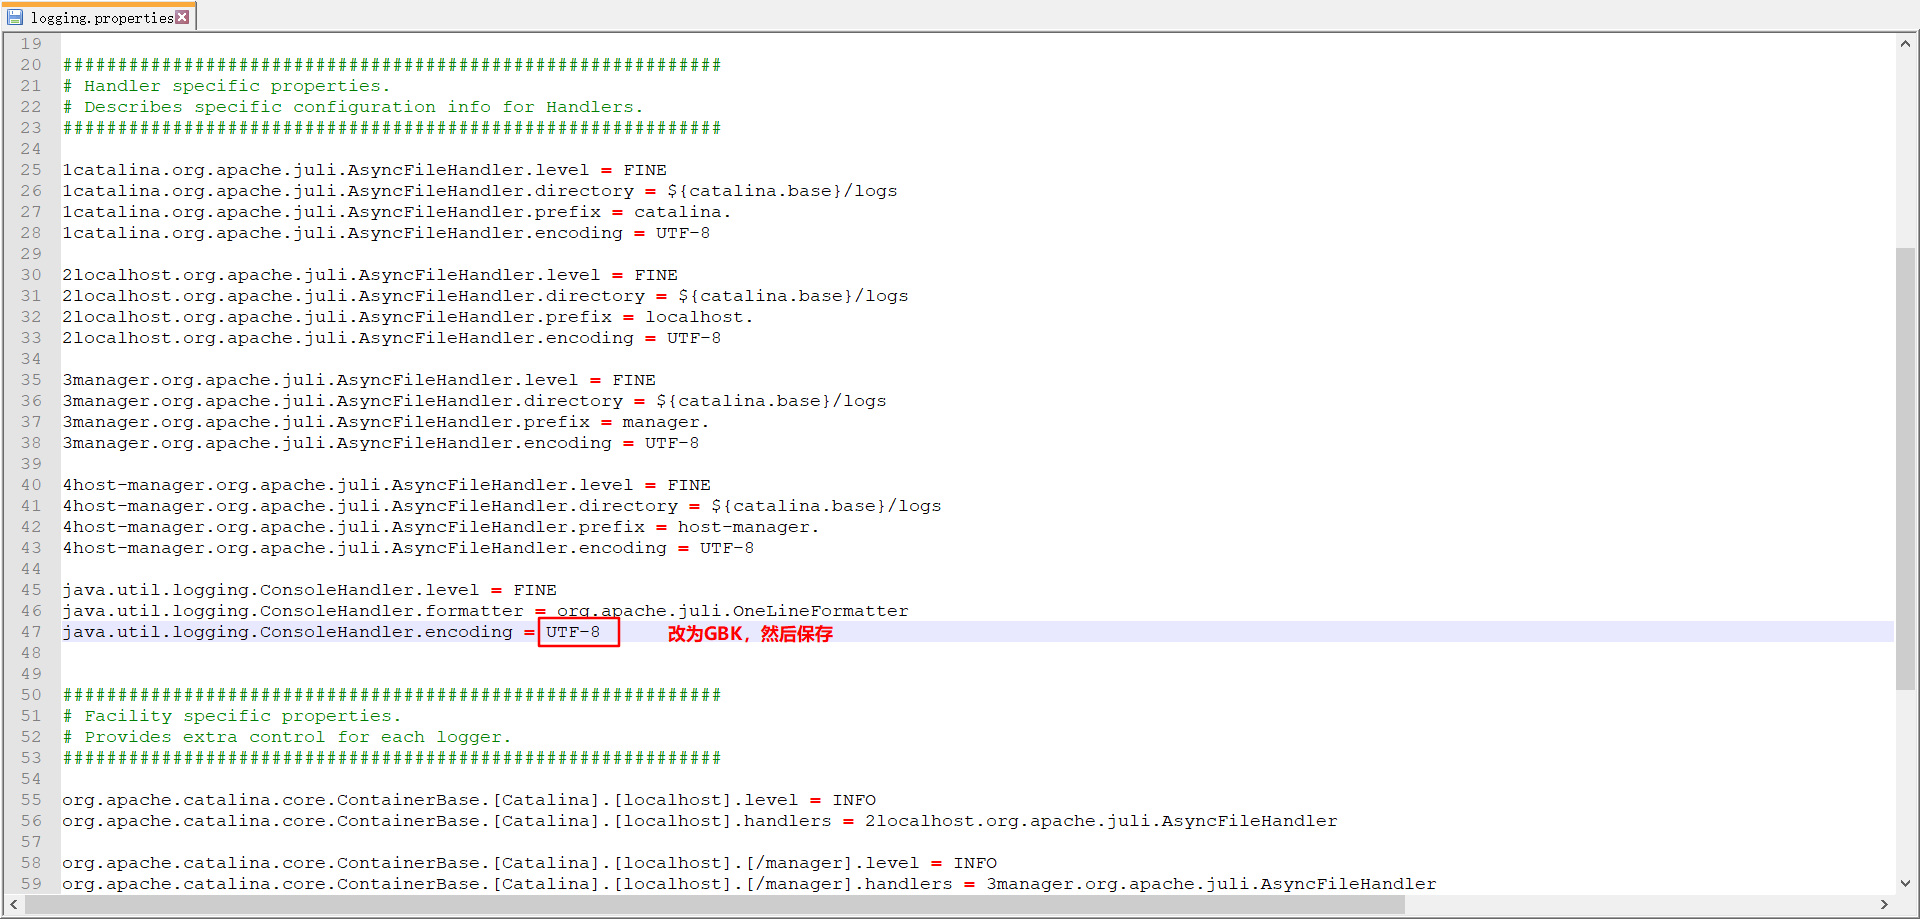 logging.properties
19
20 ############################################################
21 # Handler specific properties.
22 # Describes specific configuration info for Handlers.
23 ############################################################
24
25 1catalina.org.apache.juli.AsyncFileHandler.level = FINE
26 1catalina.org.apache.juli.AsyncFileHandler.directory = ${catalina.base}/logs
27 1catalina.org.apache.juli.AsyncFileHandler.prefix = catalina.
28 1catalina.org.apache.juli.AsyncFileHandler.encoding = UTF-8
29
30 2localhost.org.apache.juli.AsyncFileHandler.level = FINE
31 2localhost.org.apache.juli.AsyncFileHandler.directory = ${catalina.base}/logs
32 2localhost.org.apache.juli.AsyncFileHandler.prefix = localhost.
33 2localhost.org.apache.juli.AsyncFileHandler.encoding = UTF-8
34
35 3manager.org.apache.juli.AsyncFileHandler.level = FINE
36 3manager.org.apache.juli.AsyncFileHandler.directory = ${catalina.base}/logs
37 3manager.org.apache.juli.AsyncFileHandler.prefix = manager.
38 3manager.org.apache.juli.AsyncFileHandler.encoding = UTF-8
39
40 4host-manager.org.apache.juli.AsyncFileHandler.level = FINE
41 4host-manager.org.apache.juli.AsyncFileHandler.directory = ${catalina.base}/logs
42 4host-manager.org.apache.juli.AsyncFileHandler.prefix = host-manager.
43 4host-manager.org.apache.juli.AsyncFileHandler.encoding = UTF-8
44
45 java.util.logging.ConsoleHandler.level = FINE
46 java.util.logging.ConsoleHandler.formatter = org.apache.juli.OneLineFormatter
47 java.util.logging.ConsoleHandler.encoding = UTF-8 改为GBK，然后保存
48
49
50 ############################################################
51 # Facility specific properties.
52 # Provides extra control for each logger.
53 ############################################################
54
55 org.apache.catalina.core.ContainerBase.[Catalina].[localhost].level = INFO
56 org.apache.catalina.core.ContainerBase.[Catalina].[localhost].handlers = 2localhost.org.apache.juli.AsyncFileHandler
57
58 org.apache.catalina.core.ContainerBase.[Catalina].[localhost].[/manager].level = INFO
59 org.apache.catalina.core.ContainerBase.[Catalina].[localhost].[/manager].handlers = 3manager.org.apache.juli.AsyncFileHandler